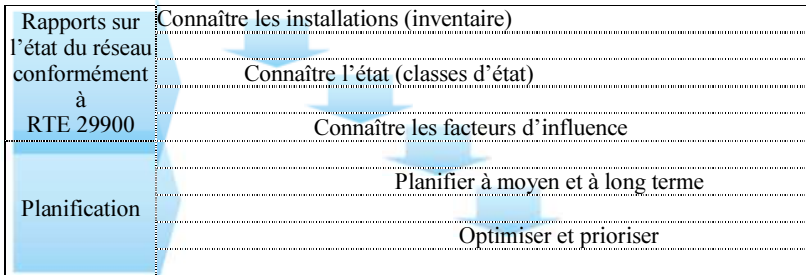 Rapports sur
l'état du réseau
conformément
à
RTE 29900
Connaître les installations (inventaire)
Connaître l'état (classes d'état)
Connaître les facteurs d'influence
Planification
Planifier à moyen et à long terme
Optimiser et prioriser